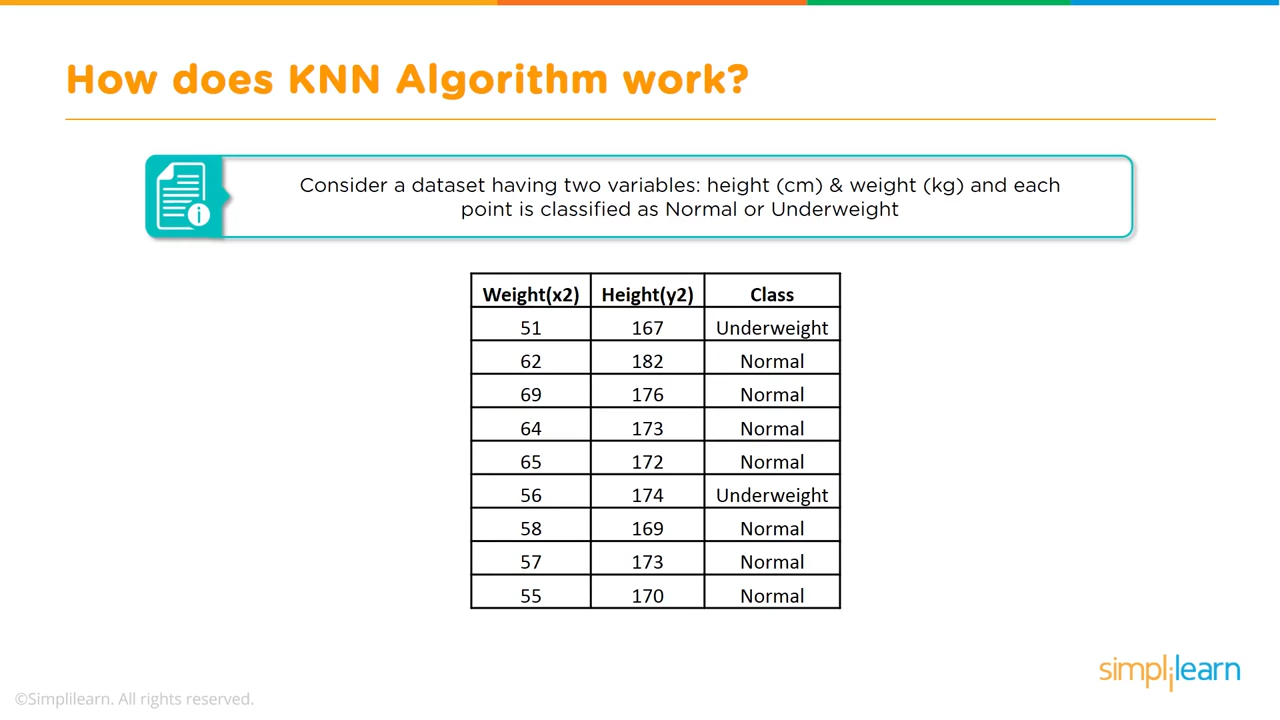 How does KNN Algorithm work?
Consider a dataset having two variables: height (cm) & weight (kg) and each
point is classified as Normal or Underweight
Weight(x2) Height(y2) Class
51 167 Underweight
62 182 Normal
69 176 Normal
64 173 Normal
65 172 Normal
56 174 Underweight
58 169 Normal
57 173 Normal
55 170 Normal
simplilearn
©Simplilearn. All rights reserved.